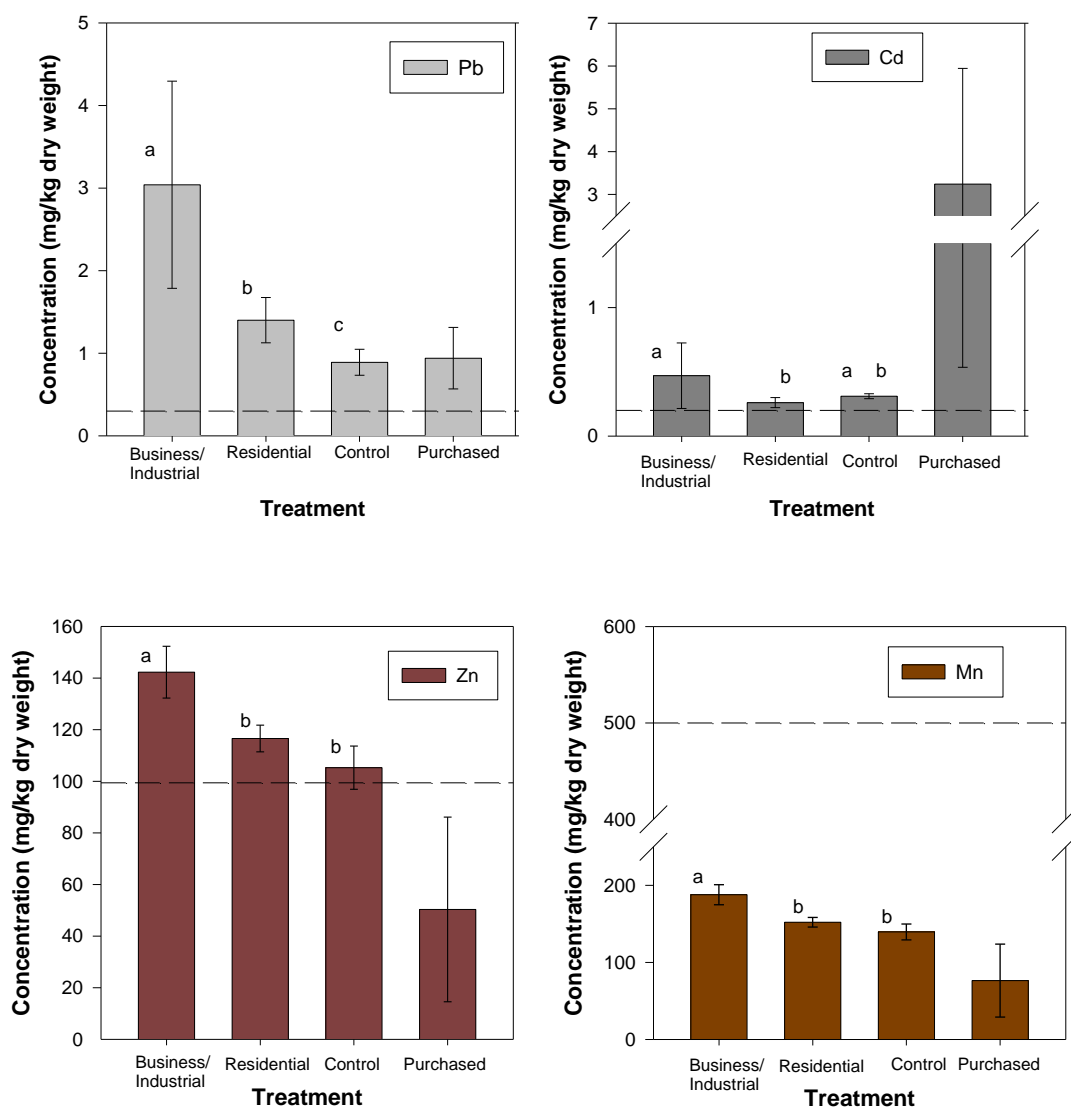 Concentration (mg/kg dry weight)
5
4
3
2
1
0
Pb
a
b
c
Business/
Industrial
Residential
Control
Purchased
Treatment
Concentration (mg/kg dry weight)
7
6
5
4
3
1
0
Cd
a
b
a b
Business/
Industrial
Residential
Control
Purchased
Treatment
Concentration (mg/kg dry weight)
160
140
120
100
80
60
40
20
0
Zn
a
b
b
Business/
Industrial
Residential
Control
Purchased
Treatment
Concentration (mg/kg dry weight)
600
500
400
200
100
0
Mn
a
b
b
Business/
Industrial
Residential
Control
Purchased
Treatment